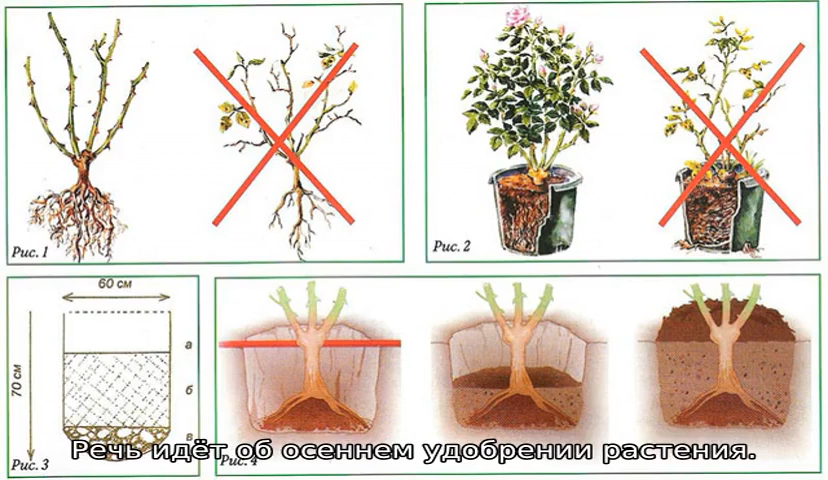 Рис. 1
Рис. 2
60 см
70 см
а
б
в
Рис. 3
Рис. 4
Речь идёт об осеннем удобрении растения.